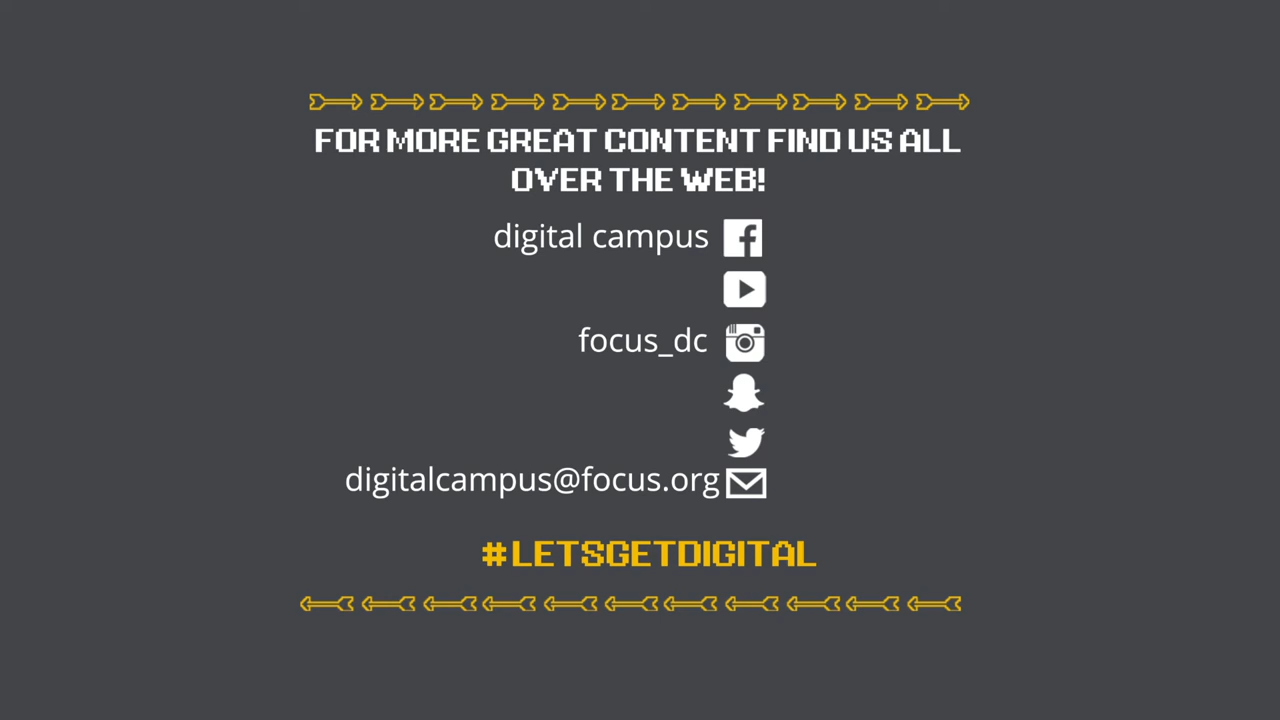 FOR MORE GREAT CONTENT FIND US ALL
OVER THE WEB!
digital campus
focus_dc
digitalcampus@focus.org
#LETSGETDIGITAL